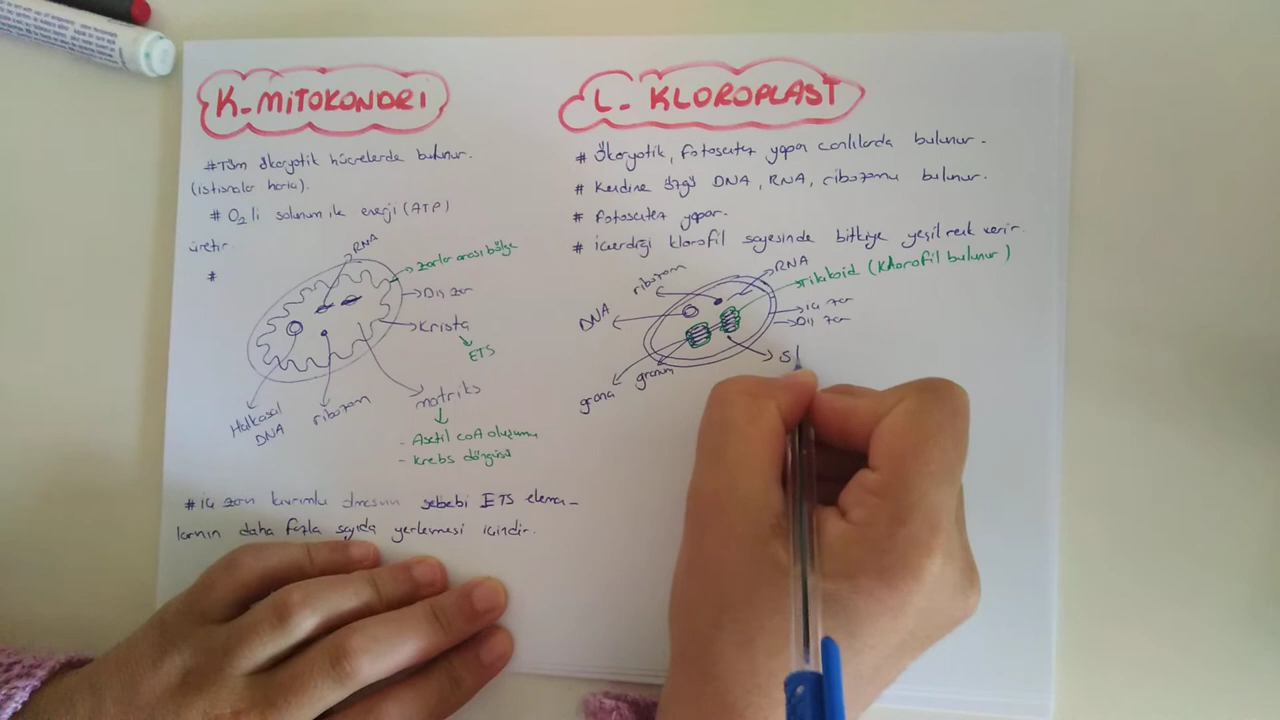 K-MİTOKONDRİ
#Tüm ökaryotik hücrelerde bulunur.
(istisnalar hariç).
# O2 li solunum ile enerji (ATP)
üretir.
#
RNA
zarlar arası bölge
Dış zar
Krista
ETS
matriks
- Asetil coA oluşumu
- Krebs döngüsü
ribozom
Halkasal
DNA
#iç zarın kıvrımlı olmasının sebebi ETS eleman-
larının daha fazla sayıda yerleşmesi içindir.
L- KLOROPLAST
# Ökaryotik, fotosentez yapan canlılarda bulunur.
# Kendine özgü DNA, RNA, ribozomu bulunur.
# Fotosentez yapar.
# İçerdiği klorofil sayesinde bitkiye yeşil renk verir.
ribozom
RNA
tilakoid (Klorofil bulunur)
DNA
iç zar
Dış zar
granum
grana